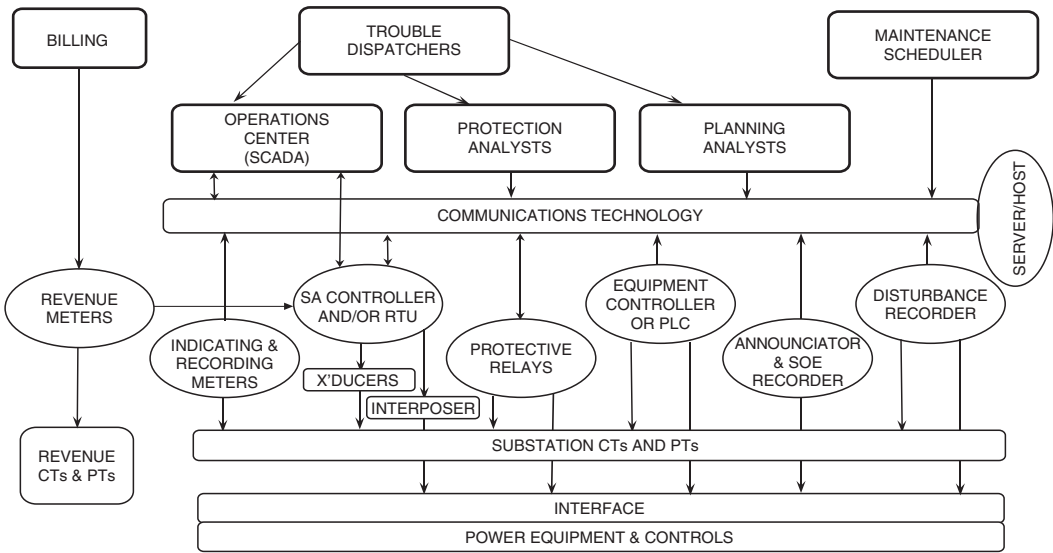 BILLING
TROUBLE
DISPATCHERS
MAINTENANCE
SCHEDULER
OPERATIONS
CENTER
(SCADA)
PROTECTION
ANALYSTS
PLANNING
ANALYSTS
COMMUNICATIONS TECHNOLOGY
SERVER/HOST
REVENUE
METERS
SA CONTROLLER
AND/OR RTU
EQUIPMENT
CONTROLLER
OR PLC
DISTURBANCE
RECORDER
INDICATING &
RECORDING
METERS
PROTECTIVE
RELAYS
ANNOUNCIATOR
& SOE
RECORDER
X'DUCERS
INTERPOSER
REVENUE
CTs & PTs
SUBSTATION CTs AND PTs
INTERFACE
POWER EQUIPMENT & CONTROLS